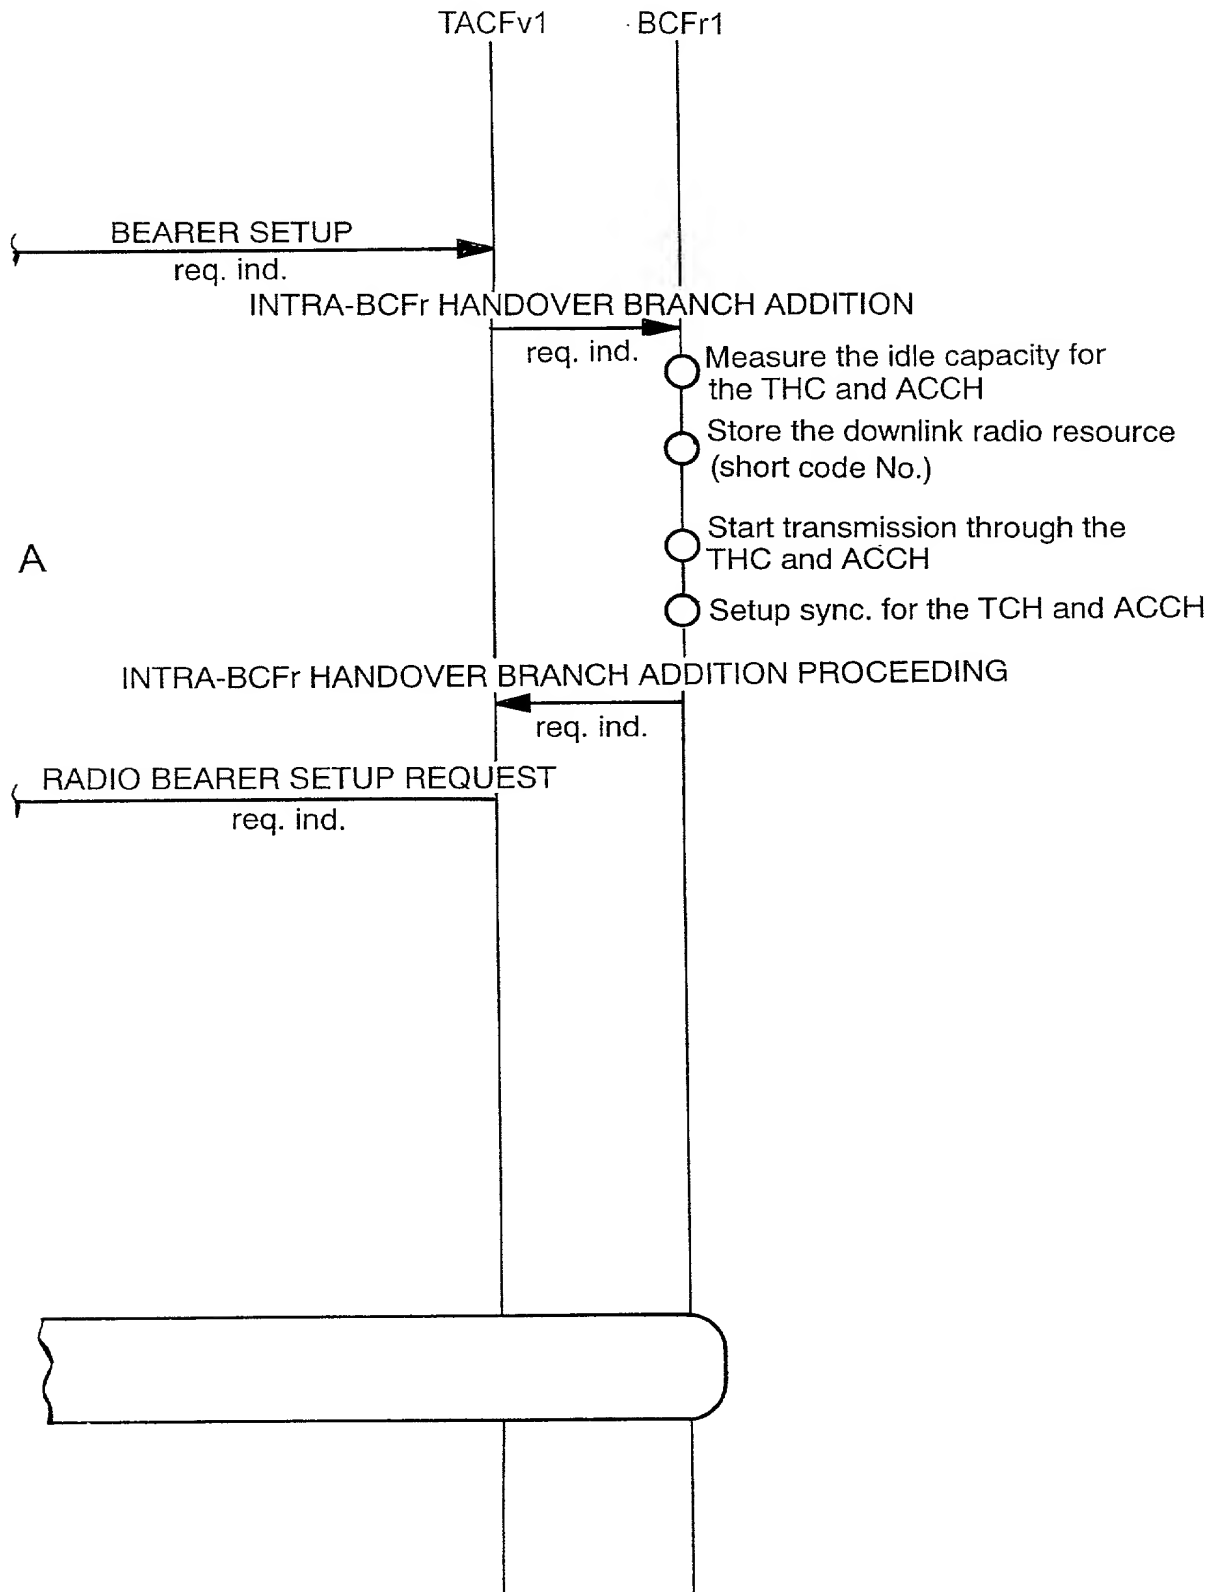 TACFv1 BCFr1
BEARER SETUP
req. ind.
INTRA-BCFr HANDOVER BRANCH ADDITION
req. ind.
Measure the idle capacity for
the THC and ACCH
Store the downlink radio resource
(short code No.)
Start transmission through the
THC and ACCH
A
Setup sync. for the TCH and ACCH
INTRA-BCFr HANDOVER BRANCH ADDITION PROCEEDING
req. ind.
RADIO BEARER SETUP REQUEST
req. ind.